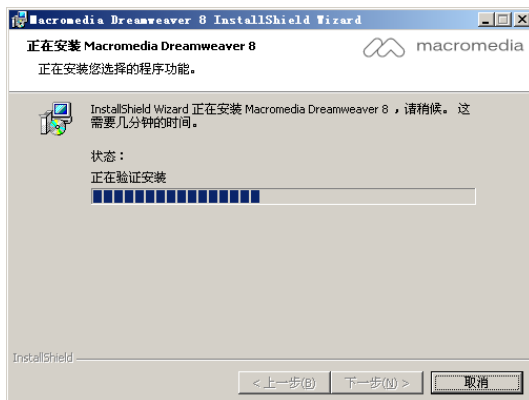 Macromedia Dreamweaver 8 InstallShield Wizard
正在安装 Macromedia Dreamweaver 8
macromedia
正在安装您选择的程序功能。
InstallShield Wizard 正在安装 Macromedia Dreamweaver 8 ，请稍候。 这
需要几分钟的时间。
状态：
正在验证安装
InstallShield
< 上一步(B) 下一步(N) > 取消